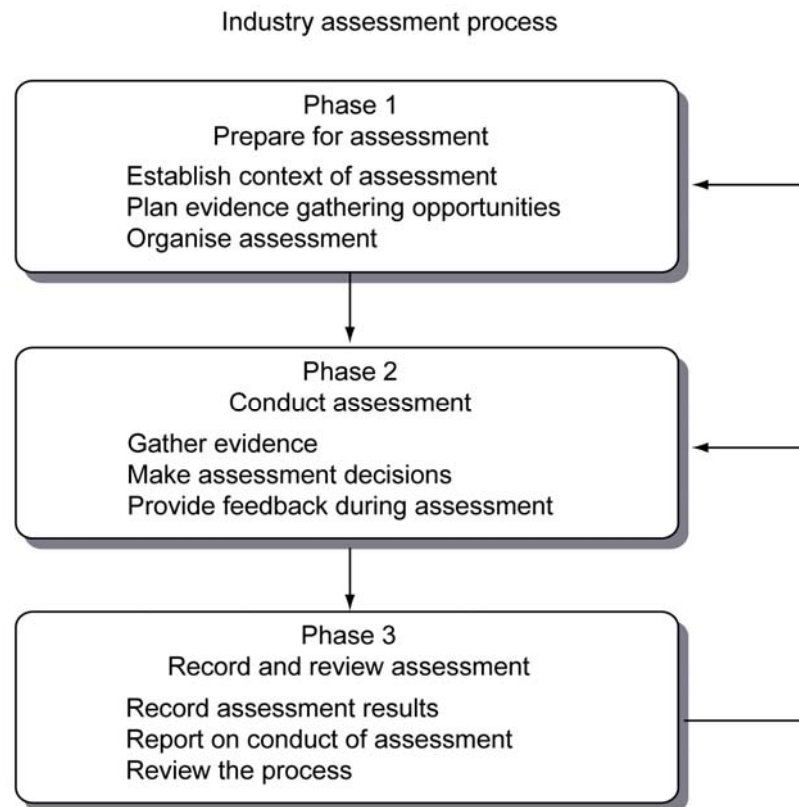 Industry assessment process
Phase 1
Prepare for assessment
Establish context of assessment
Plan evidence gathering opportunities
Organise assessment
Phase 2
Conduct assessment
Gather evidence
Make assessment decisions
Provide feedback during assessment
Phase 3
Record and review assessment
Record assessment results
Report on conduct of assessment
Review the process